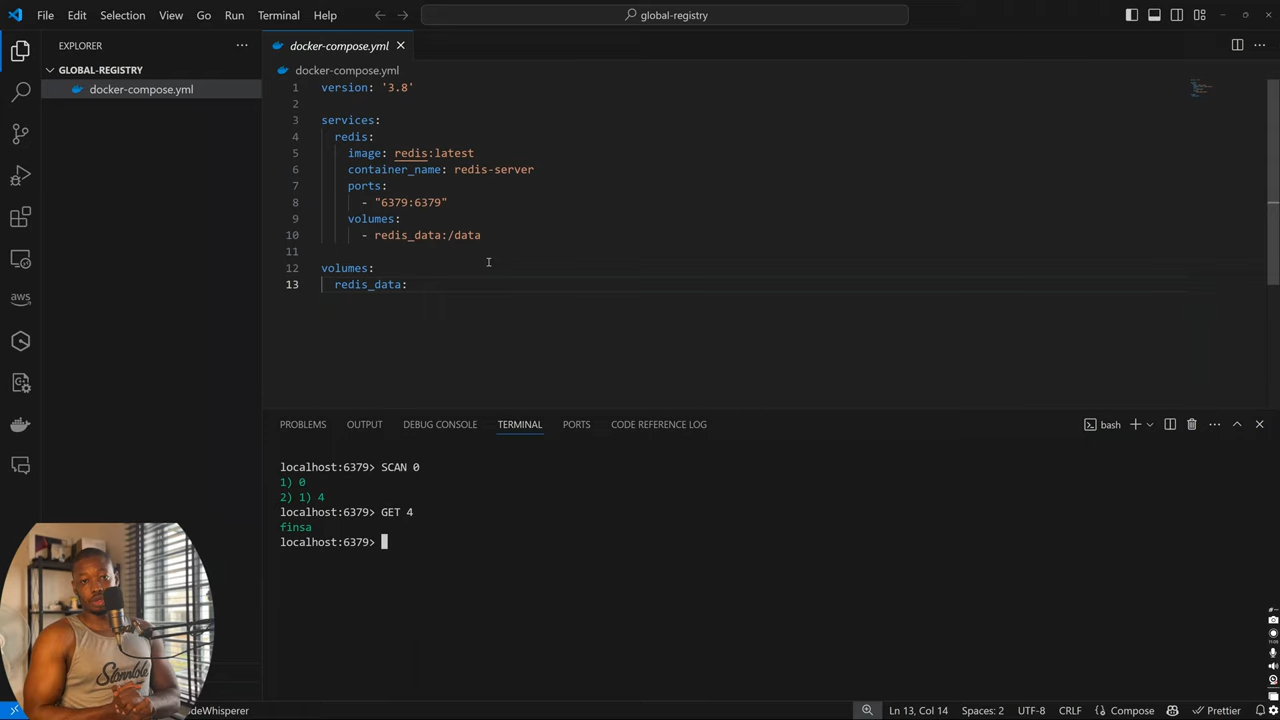 File Edit Selection View Go Run Terminal Help
global-registry
EXPLORER
docker-compose.yml
GLOBAL-REGISTRY
docker-compose.yml
docker-compose.yml
1 version: '3.8'
2
3 services:
4 redis:
5 image: redis:latest
6 container_name: redis-server
7 ports:
8 - "6379:6379"
9 volumes:
10 - redis_data:/data
11
12 volumes:
13 redis_data:
aws
PROBLEMS OUTPUT DEBUG CONSOLE TERMINAL PORTS CODE REFERENCE LOG
bash
localhost:6379> SCAN 0
1) 0
2) 1) 4
localhost:6379> GET 4
finsa
localhost:6379>
deWhisperer
Ln 13, Col 14 Spaces: 2 UTF-8 CRLF Compose Prettier